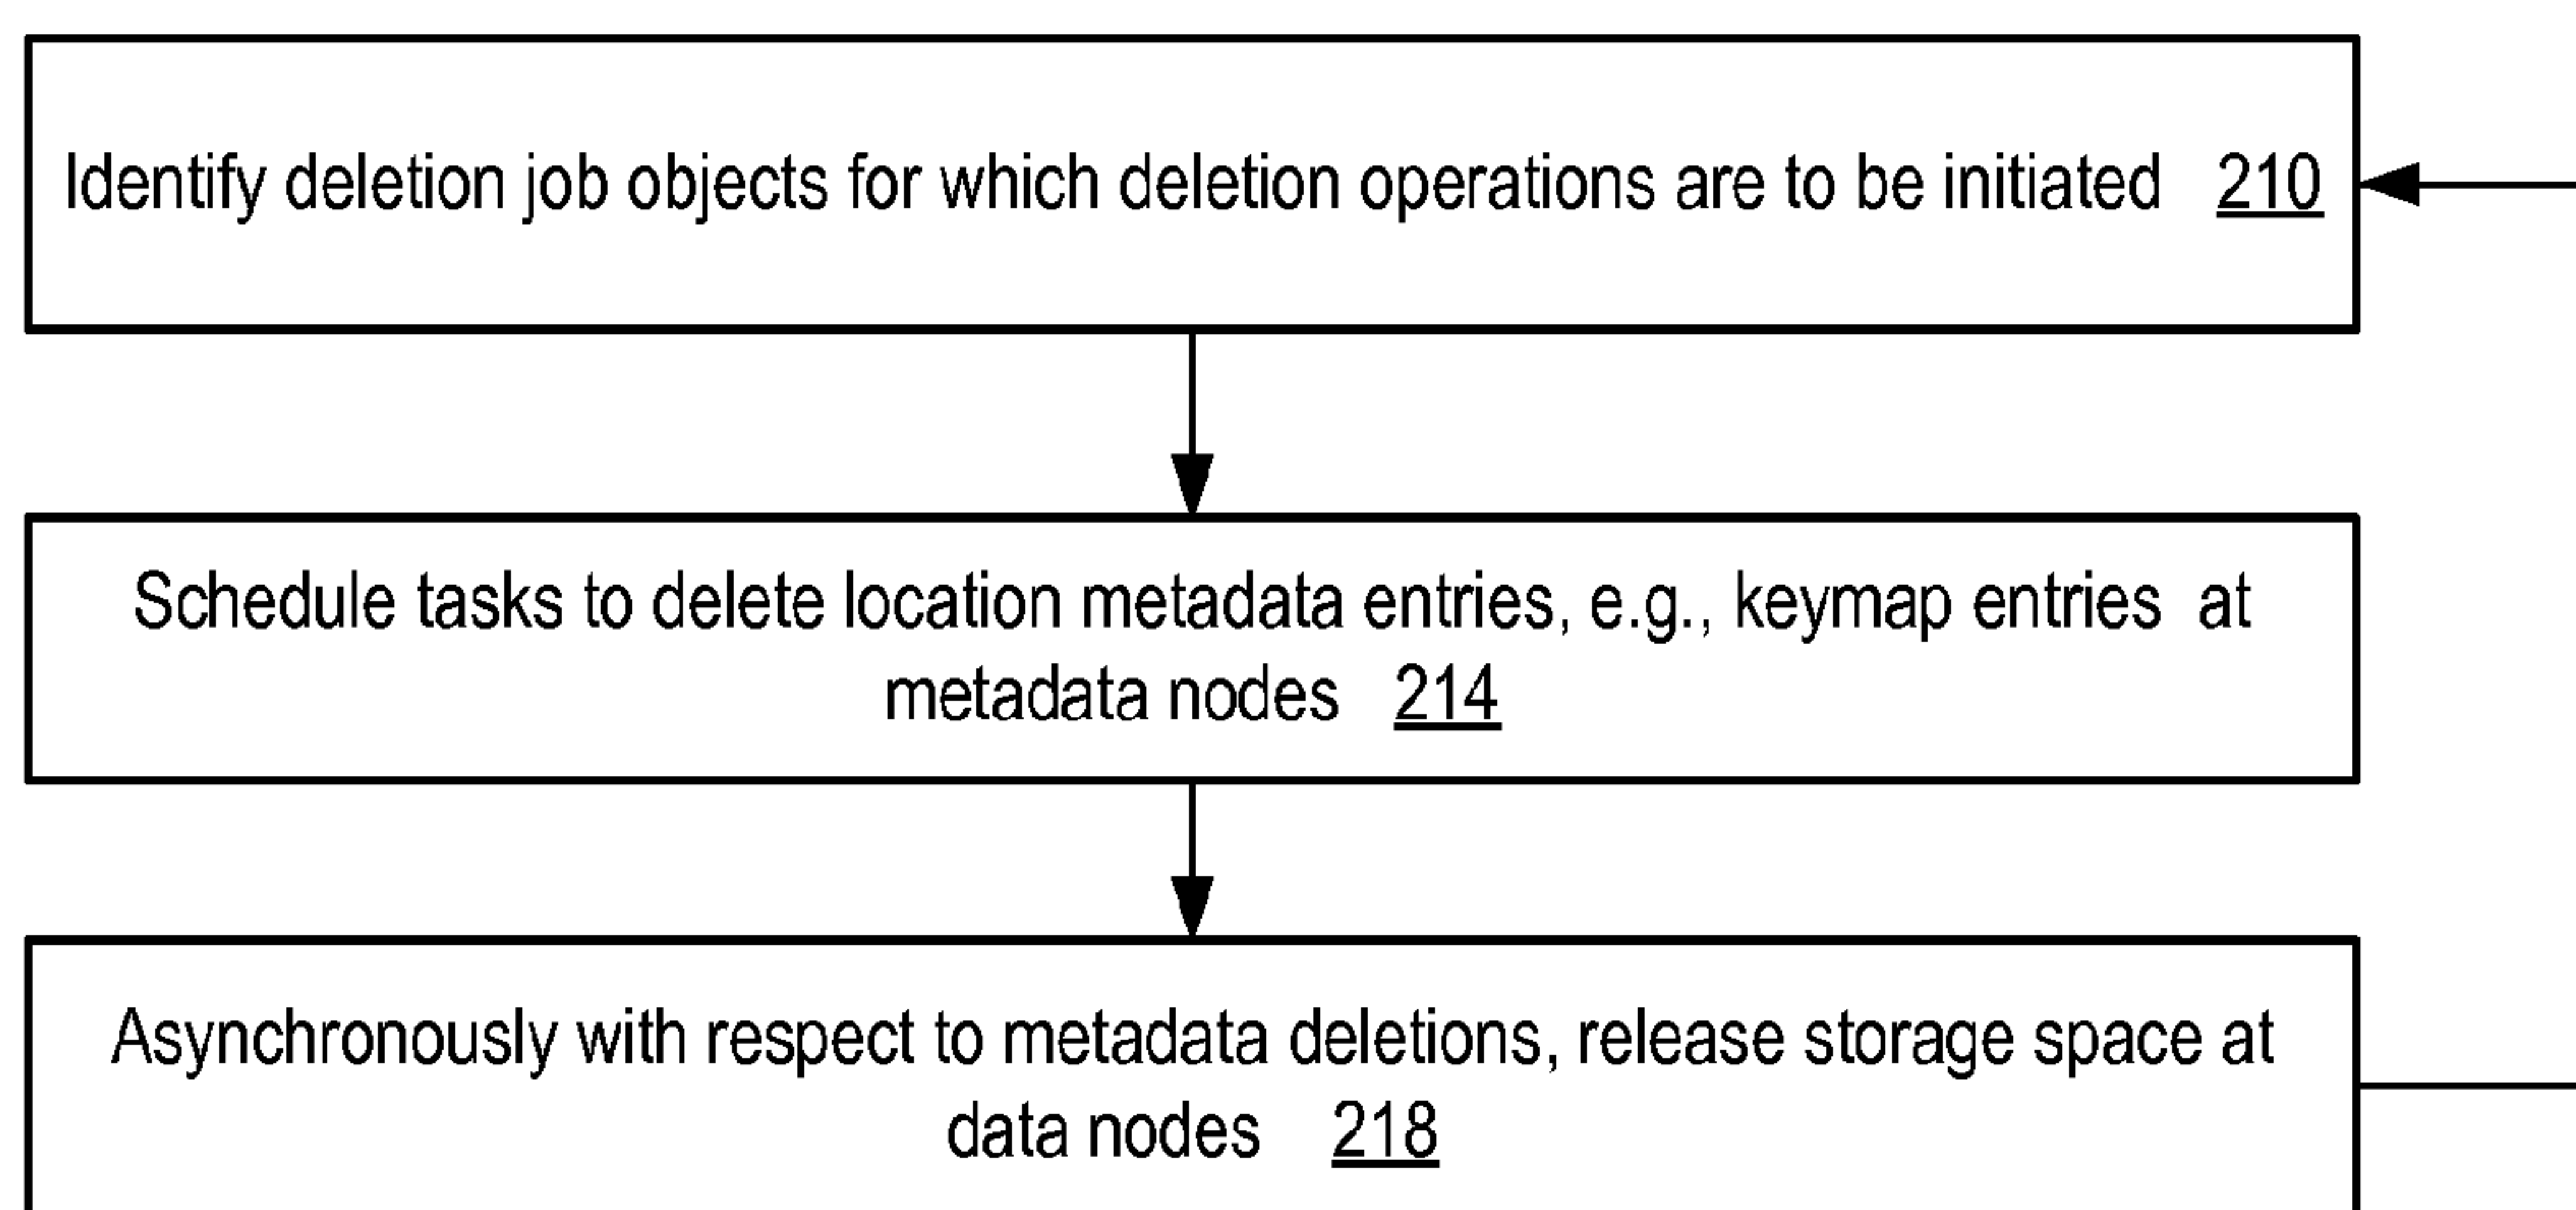 Identify deletion job objects for which deletion operations are to be initiated 210
Schedule tasks to delete location metadata entries, e.g., keymap entries at
metadata nodes 214
Asynchronously with respect to metadata deletions, release storage space at
data nodes 218